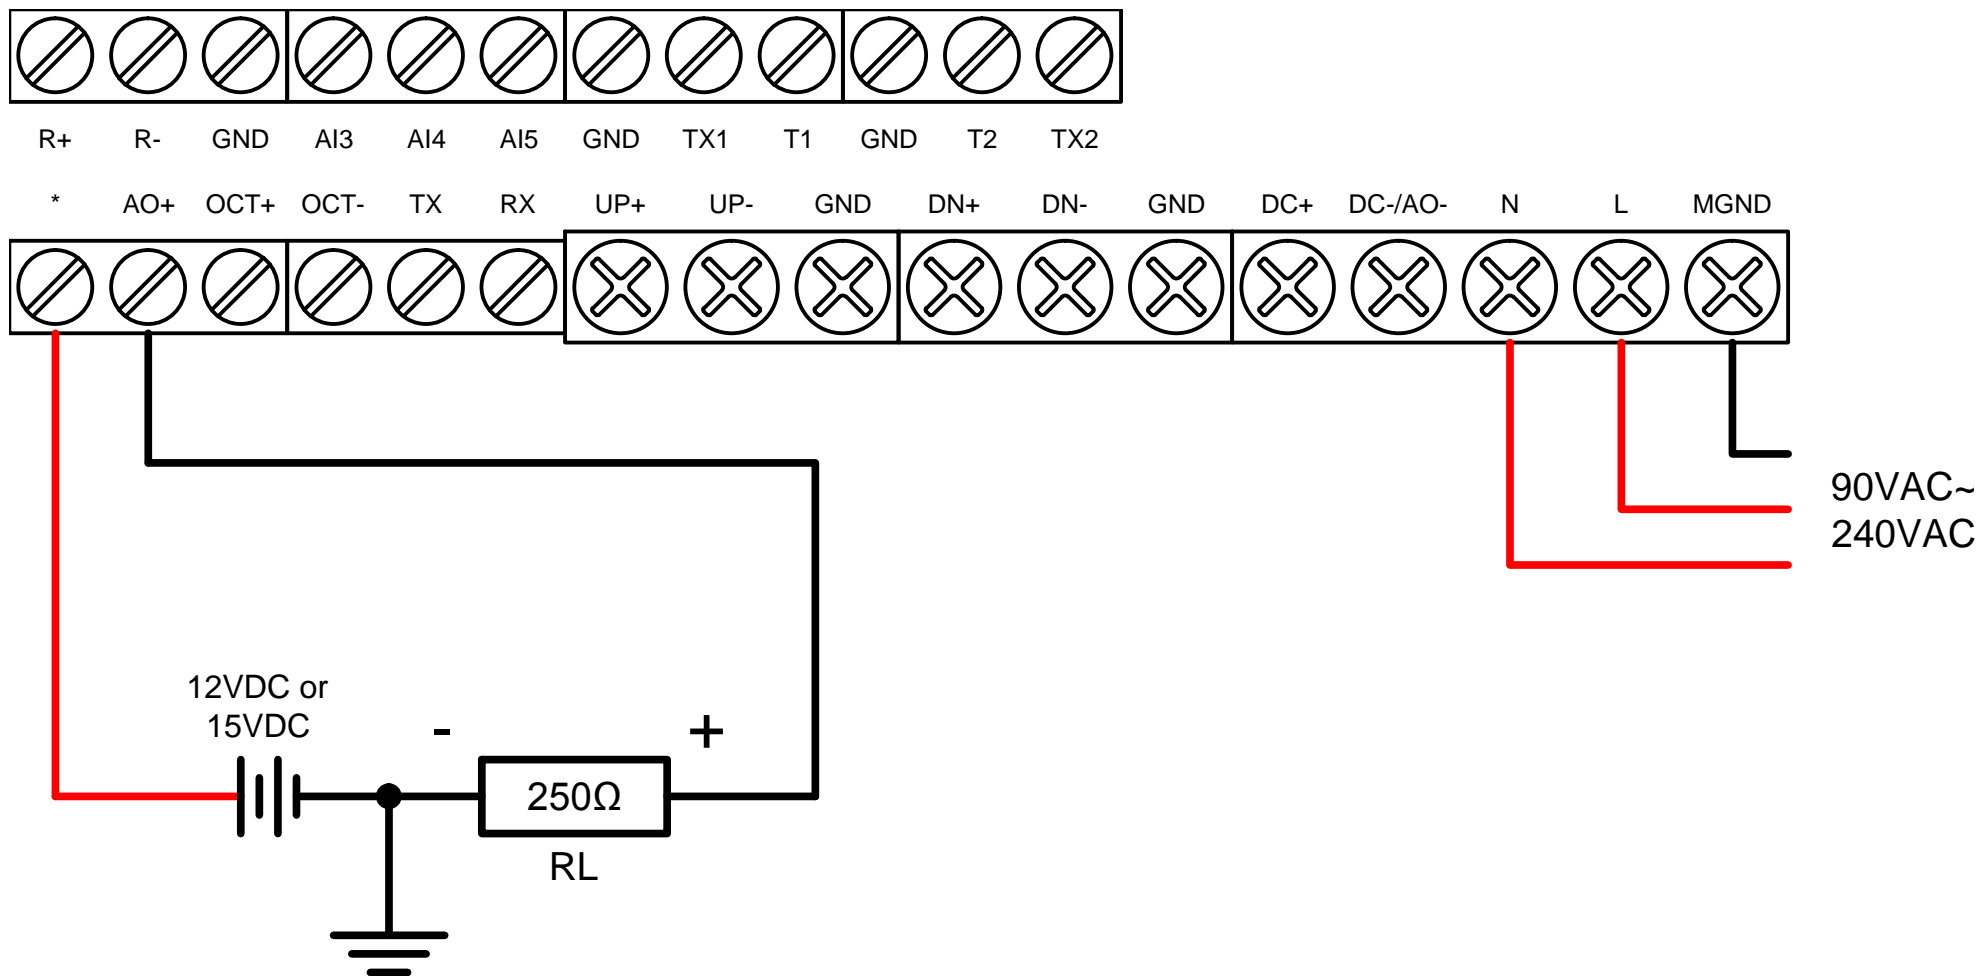 R+ R- GND AI3 AI4 AI5 GND TX1 T1 GND T2 TX2
* AO+ OCT+ OCT- TX RX UP+ UP- GND DN+ DN- GND DC+ DC-/AO- N L MGND
90VAC~
240VAC
12VDC or
15VDC
- +
250Ω
RL